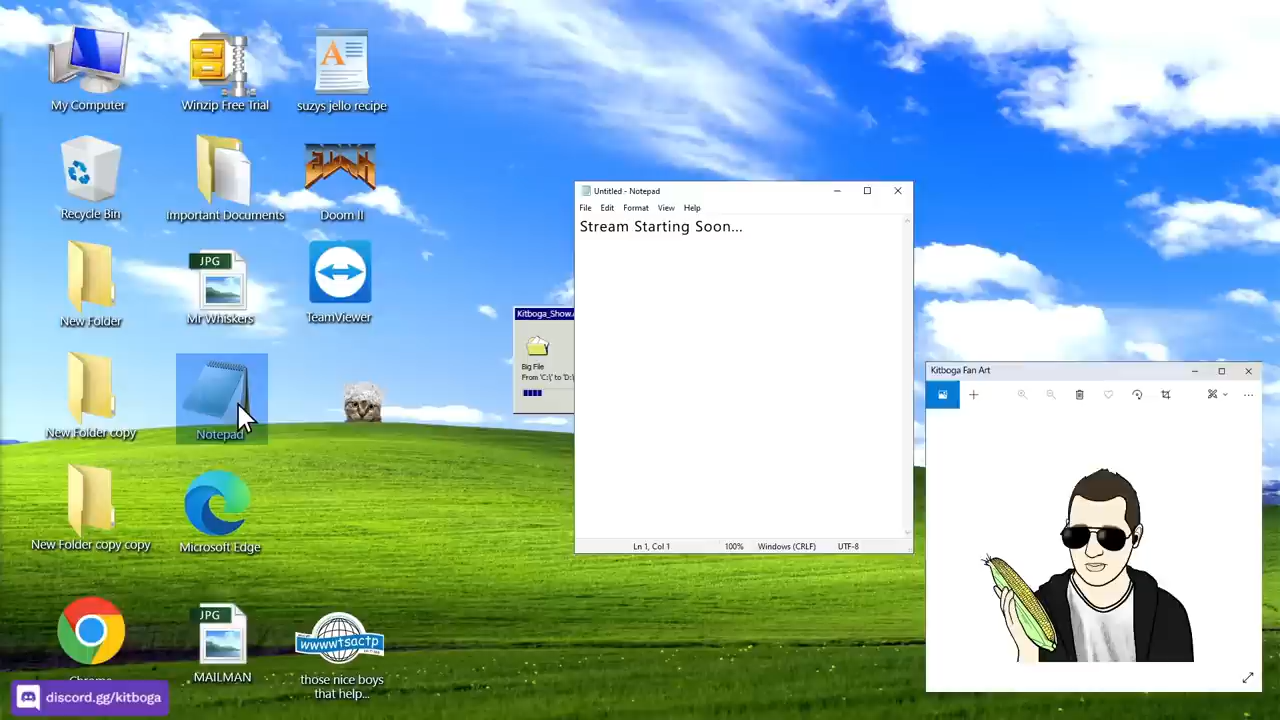 My Computer
Winzip Free Trial
suzys jello recipe
Recycle Bin
Important Documents
Doom II
New Folder
JPG
Mr Whiskers
TeamViewer
New Folder copy
Notepad
New Folder copy copy
Microsoft Edge
JPG
MAILMAN
wwwwtsactp
those nice boys
that help...
discord.gg/kitboga
Kitboga_Show.
Big File
From 'C:\' to 'D:\
Untitled - Notepad
File Edit Format View Help
Stream Starting Soon...
Ln 1, Col 1 100% Windows (CRLF) UTF-8
Kitboga Fan Art